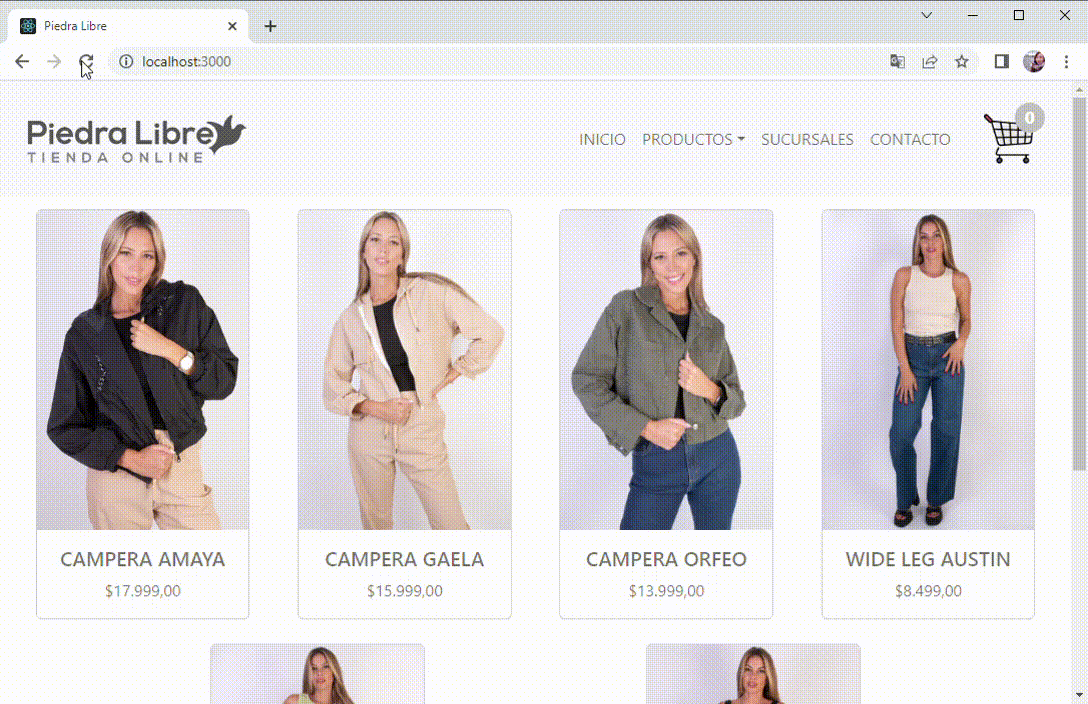 Piedra Libre
localhost:3000
Piedra Libre
TIENDA ONLINE
INICIO PRODUCTOS SUCURSALES CONTACTO
0
CAMPERA AMAYA
$17.999,00
CAMPERA GAELA
$15.999,00
CAMPERA ORFEO
$13.999,00
WIDE LEG AUSTIN
$8.499,00